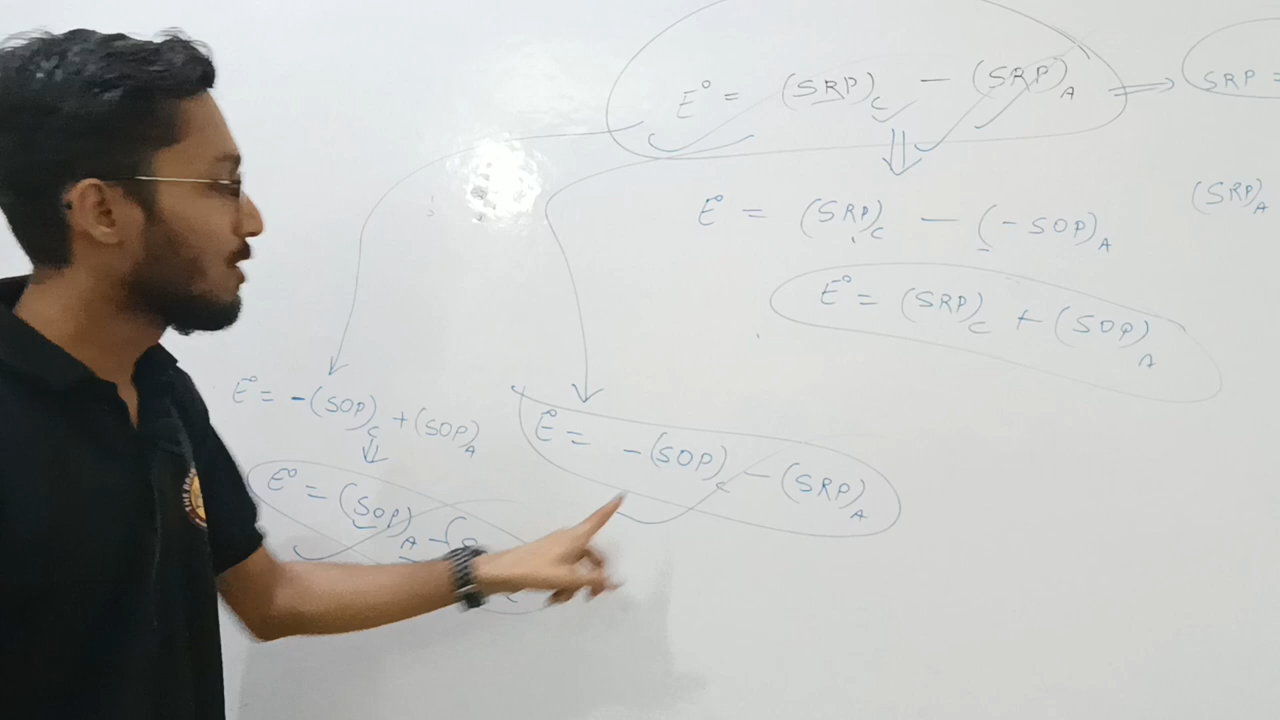 E° = (SRP)C - (SRP)A ⇒ SRP =
E° = (SRP)C - (-SOP)A
(SRP)A
E° = (SRP)C + (SOP)A
E° = -(SOP)C + (SOP)A
E° = -(SOP)C - (SRP)A
E° = (SOP)A - (S